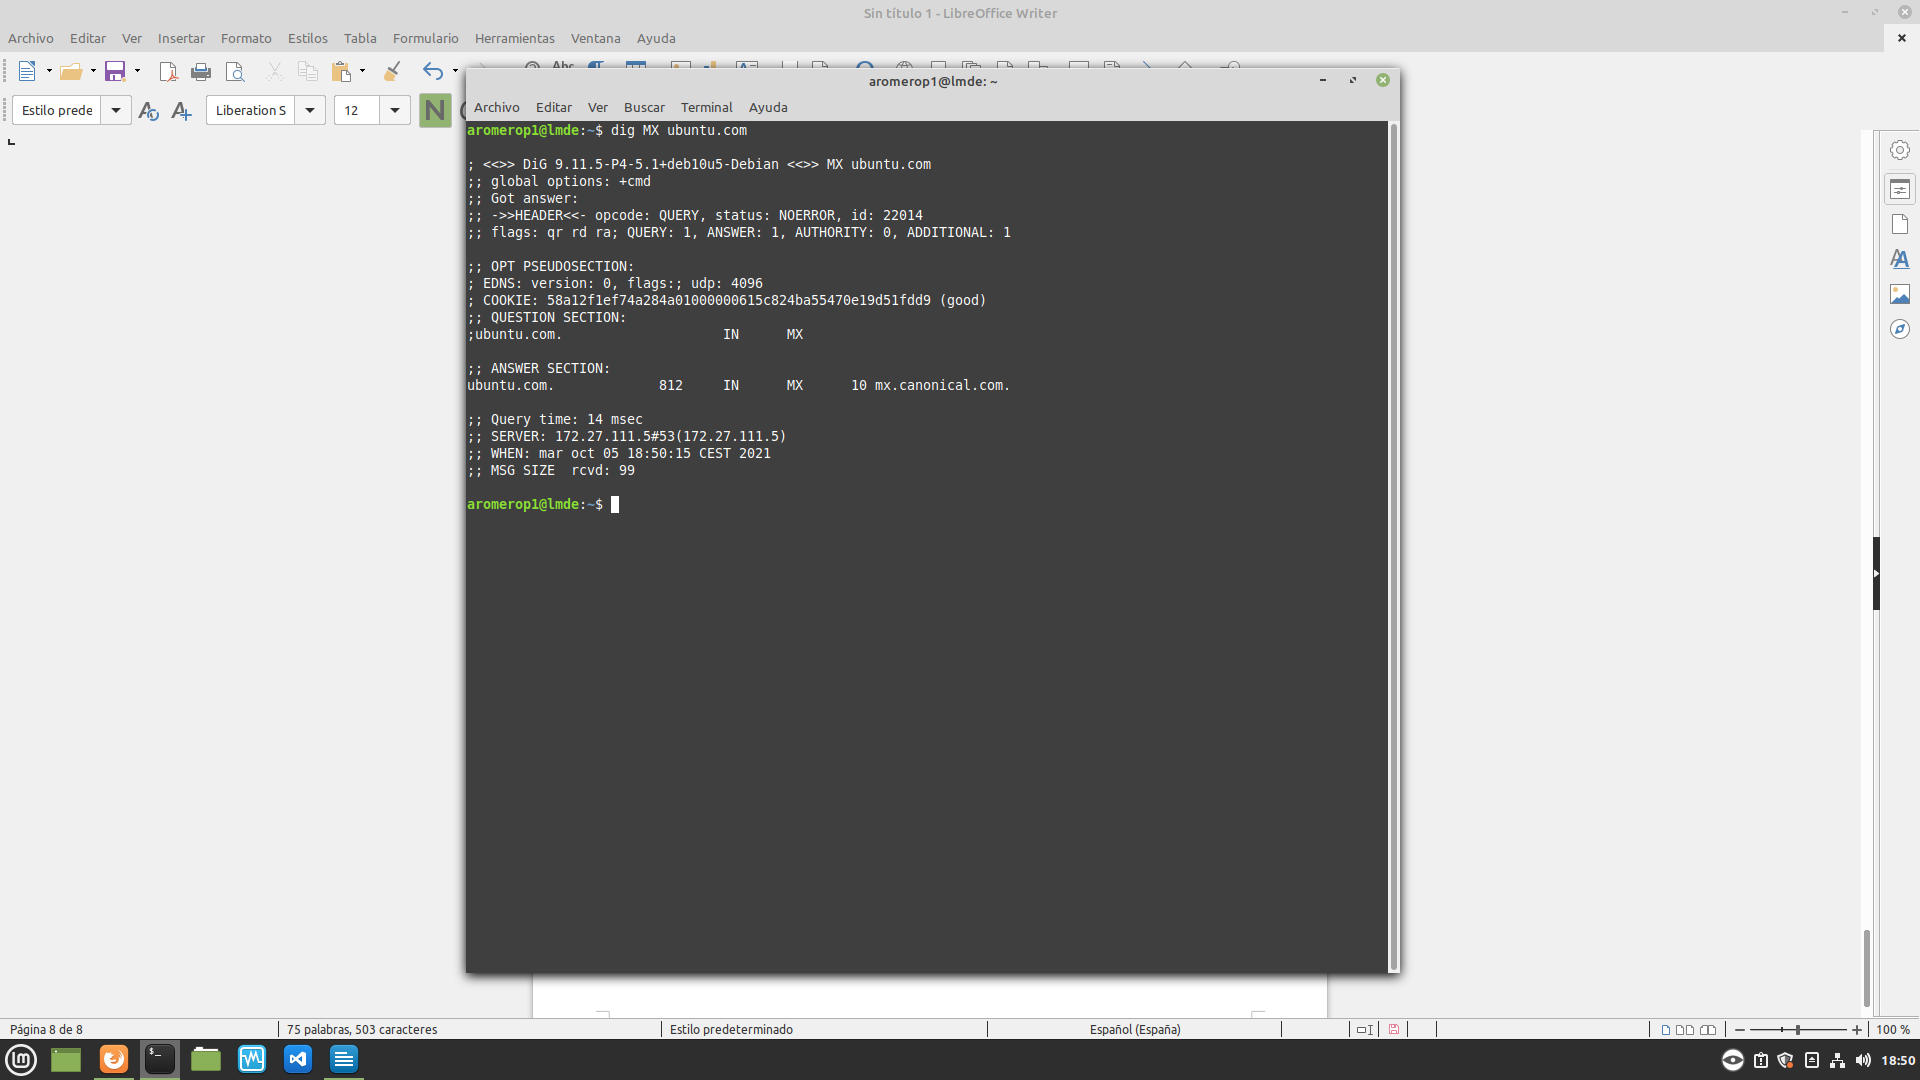 Sin título 1 - LibreOffice Writer
Archivo Editar Ver Insertar Formato Estilos Tabla Formulario Herramientas Ventana Ayuda
Estilo prede Liberation S 12 N
aromerop1@lmde: ~
Archivo Editar Ver Buscar Terminal Ayuda
aromerop1@lmde:~$ dig MX ubuntu.com
; <<>> DiG 9.11.5-P4-5.1+deb10u5-Debian <<>> MX ubuntu.com
;; global options: +cmd
;; Got answer:
;; ->>HEADER<<- opcode: QUERY, status: NOERROR, id: 22014
;; flags: qr rd ra; QUERY: 1, ANSWER: 1, AUTHORITY: 0, ADDITIONAL: 1
;; OPT PSEUDOSECTION:
; EDNS: version: 0, flags:; udp: 4096
; COOKIE: 58a12f1ef74a284a01000000615c824ba55470e19d51fdd9 (good)
;; QUESTION SECTION:
;ubuntu.com. IN MX
;; ANSWER SECTION:
ubuntu.com. 812 IN MX 10 mx.canonical.com.
;; Query time: 14 msec
;; SERVER: 172.27.111.5#53(172.27.111.5)
;; WHEN: mar oct 05 18:50:15 CEST 2021
;; MSG SIZE rcvd: 99
aromerop1@lmde:~$
Página 8 de 8 75 palabras, 503 caracteres Estilo predeterminado Español (España) 100 %
18:50